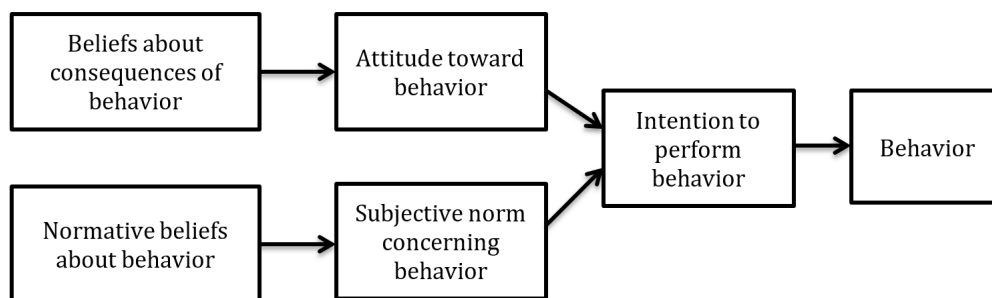 Beliefs about
consequences of
behavior
Attitude toward
behavior
Intention to
perform
behavior
Behavior
Normative beliefs
about behavior
Subjective norm
concerning
behavior